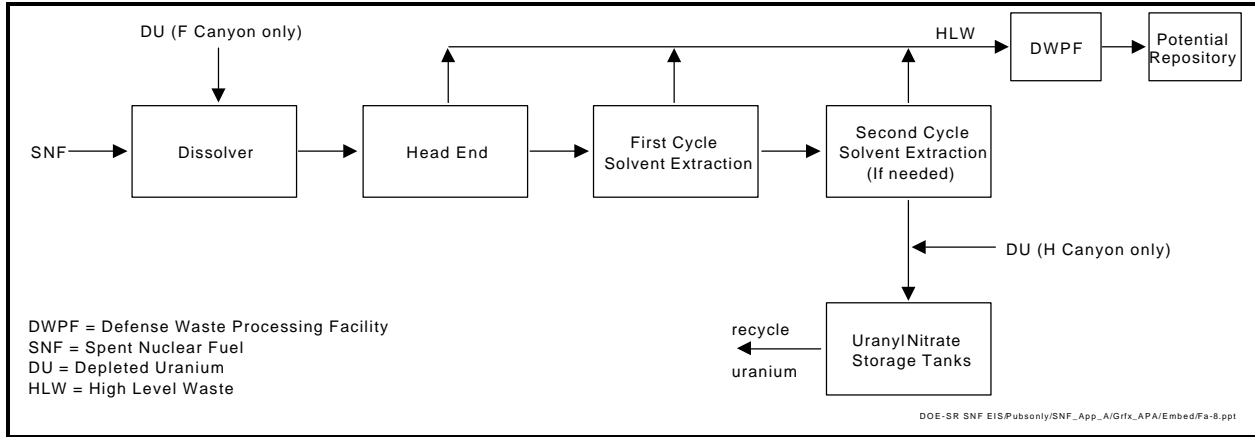 DU (F Canyon only)
HLW
DWPF
Potential
Repository
SNF
Dissolver
Head End
First Cycle
Solvent Extraction
Second Cycle
Solvent Extraction
(If needed)
DU (H Canyon only)
DWPF = Defense Waste Processing Facility
SNF = Spent Nuclear Fuel
DU = Depleted Uranium
HLW = High Level Waste
recycle
uranium
Uranyl Nitrate
Storage Tanks
DOE-SR SNF EIS/Pubsonly/SNF_App_A/Grfx_APA/Embed/Fa-8.ppt